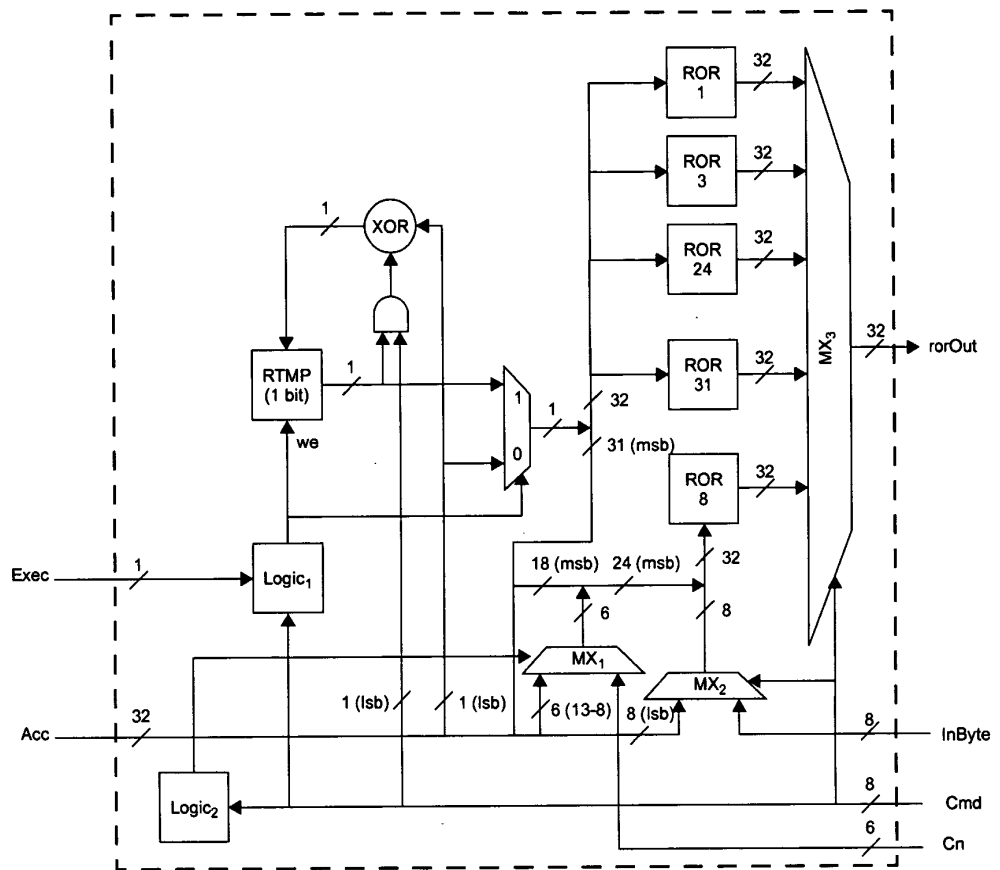 32
ROR
1
32
ROR
3
1
XOR
32
ROR
24
MX3
32
rorOut
RTMP
(1 bit)
1
32
ROR
31
1
32
1
we
0
31 (msb)
ROR
8
32
Exec
1
Logic1
18 (msb)
24 (msb)
32
6
8
MX1
MX2
1 (lsb)
1 (lsb)
6 (13–8)
8 (lsb)
Acc
32
8
InByte
Logic2
8
Cmd
6
Cn